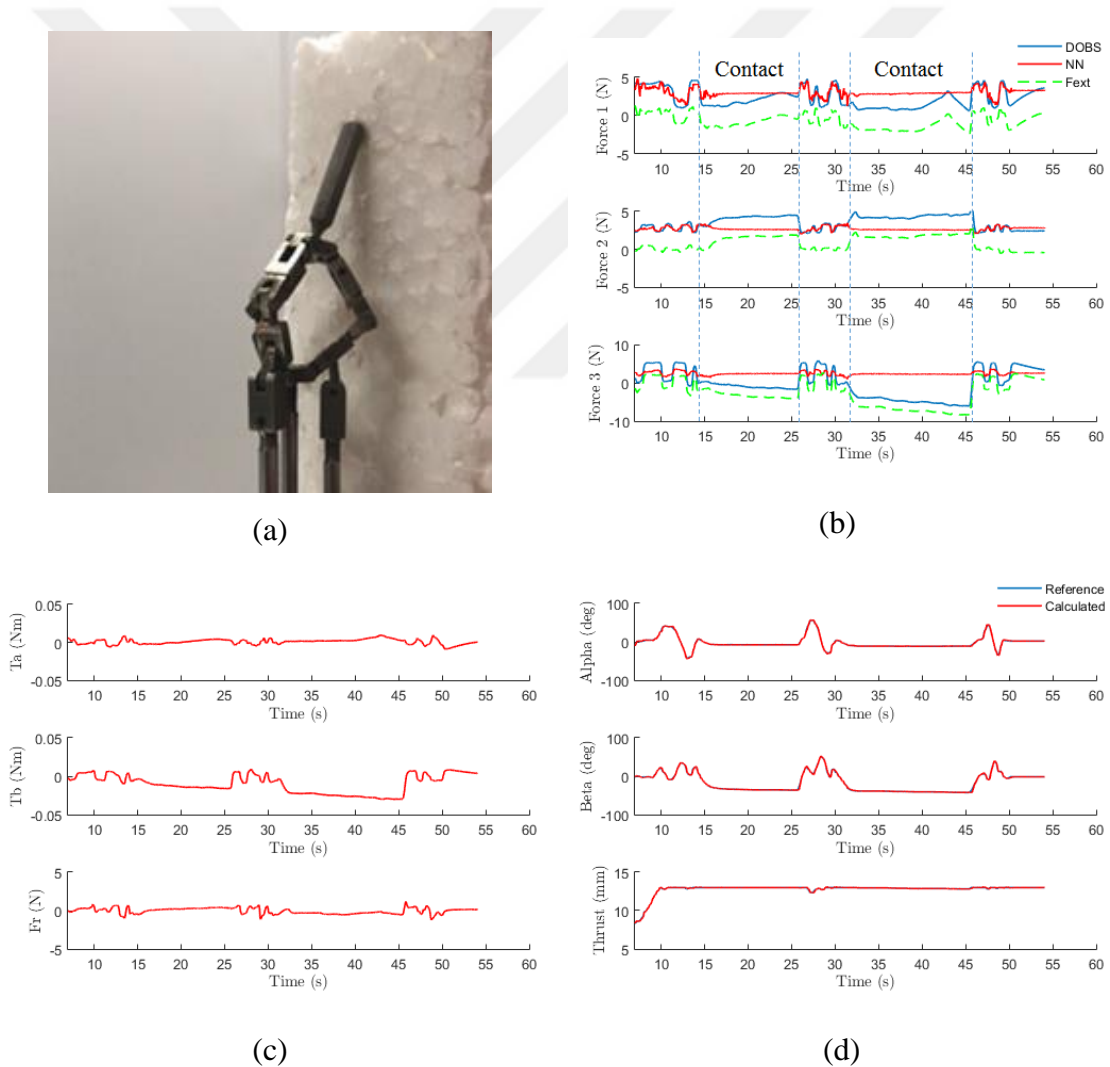 DOBS
NN
Fext
Contact
Contact
Force 1 (N)
5
0
-5
10 15 20 25 30 35 40 45 50 55 60
Time (s)
Force 2 (N)
5
0
-5
10 15 20 25 30 35 40 45 50 55 60
Time (s)
Force 3 (N)
10
0
-10
10 15 20 25 30 35 40 45 50 55 60
Time (s)
(a)
(b)
Ta (Nm)
0.05
0
-0.05
10 15 20 25 30 35 40 45 50 55 60
Time (s)
Tb (Nm)
0.05
0
-0.05
10 15 20 25 30 35 40 45 50 55 60
Time (s)
Fr (N)
5
0
-5
10 15 20 25 30 35 40 45 50 55 60
Time (s)
Reference
Calculated
Alpha (deg)
100
0
-100
10 15 20 25 30 35 40 45 50 55 60
Time (s)
Beta (deg)
100
0
-100
10 15 20 25 30 35 40 45 50 55 60
Time (s)
Thrust (mm)
15
10
5
10 15 20 25 30 35 40 45 50 55 60
Time (s)
(c)
(d)